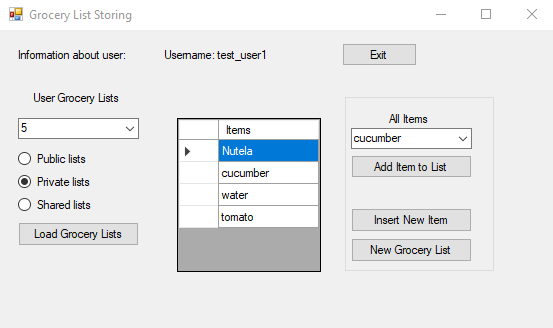 Grocery List Storing
Information about user:
Username: test_user1
Exit
User Grocery Lists
5
Public lists
Private lists
Shared lists
Load Grocery Lists
Items
Nutela
cucumber
water
tomato
All Items
cucumber
Add Item to List
Insert New Item
New Grocery List